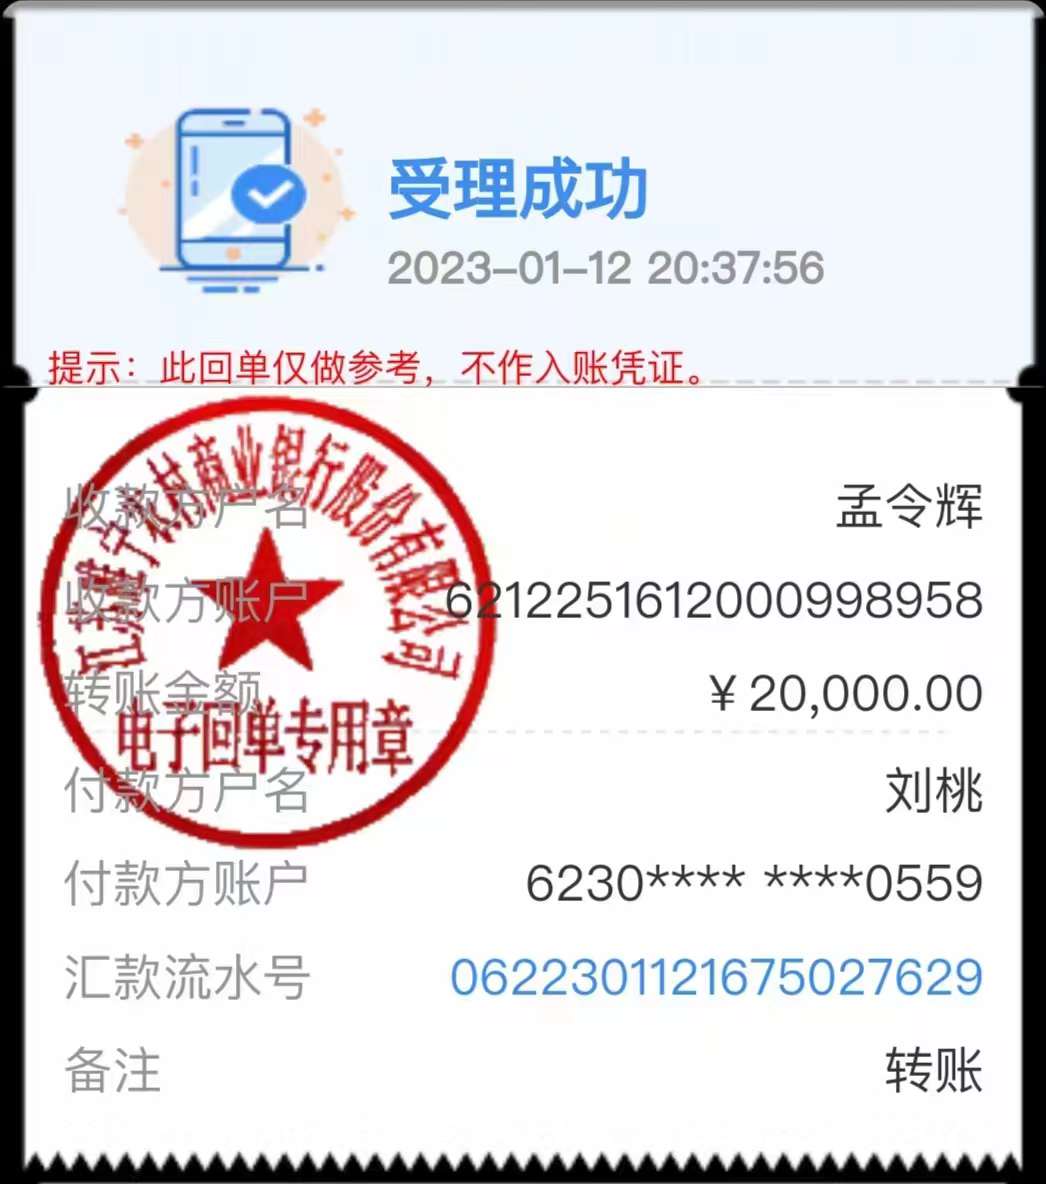 受理成功
2023-01-12 20:37:56
提示：此回单仅做参考，不作入账凭证。
江苏阜宁农村商业银行股份有限公司
电子回单专用章
收款方户名 孟令辉
收款方账户 6212251612000998958
转账金额 ￥20,000.00
付款方户名 刘桃
付款方账户 6230**** ****0559
汇款流水号 0622301121675027629
备注 转账